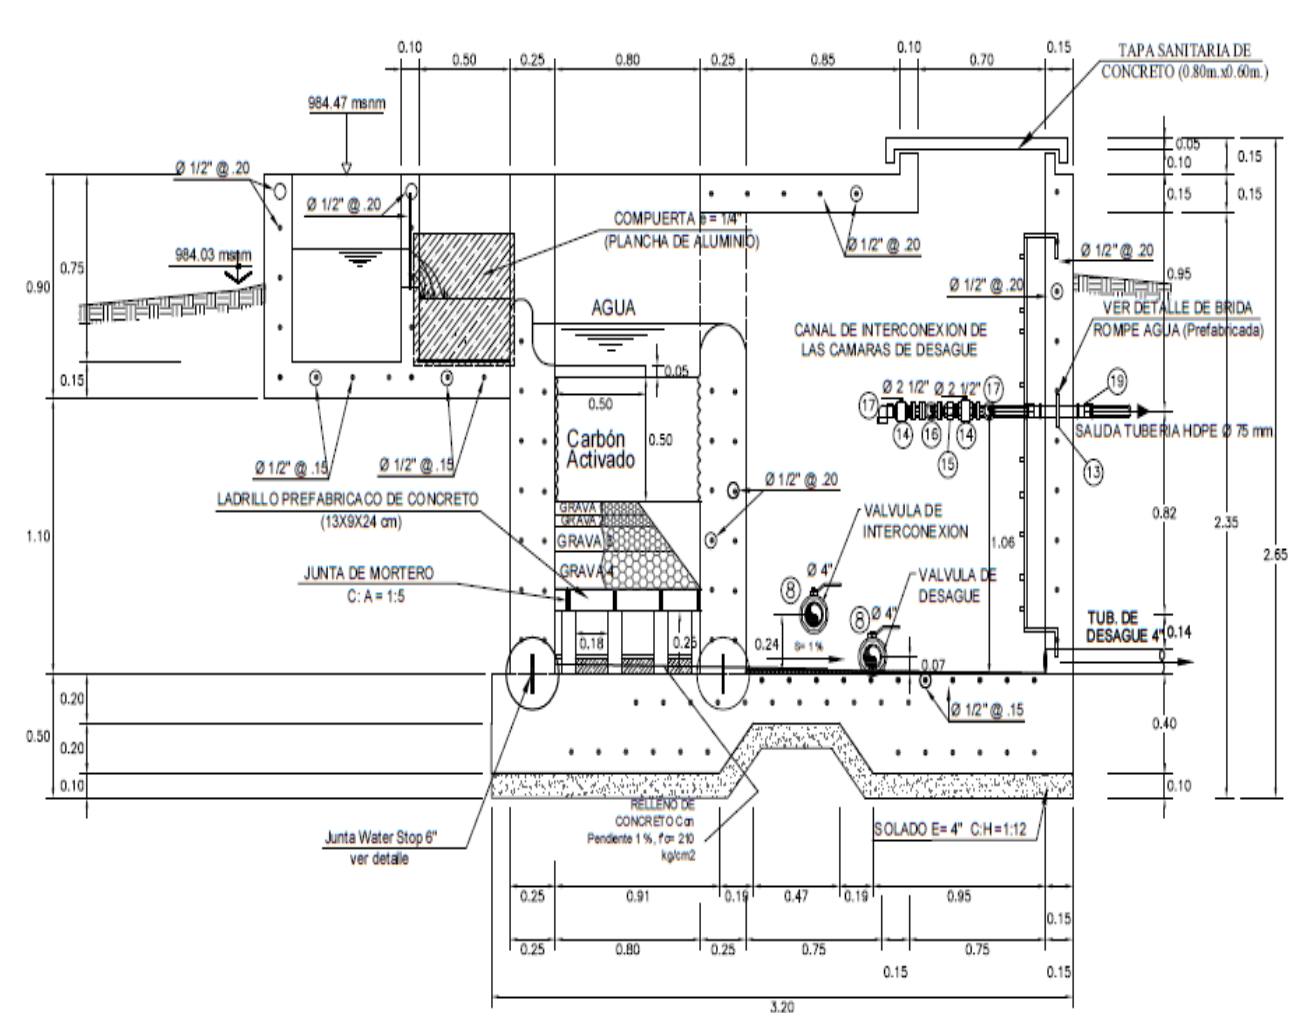 0.10
0.50
0.25
0.80
0.25
0.85
0.10
0.70
0.15
TAPA SANITARIA DE
CONCRETO (0.80m.x0.60m.)
984.47 msnm
0.05
0.10
0.15
0.15
0.15
Ø 1/2" @ .20
Ø 1/2" @ .20
COMPUERTA e = 1/4"
(PLANCHA DE ALUMINIO)
Ø 1/2" @ .20
Ø 1/2" @ .20
984.03 msnm
0.75
0.90
0.15
0.95
Ø 1/2" @ .20
AGUA
CANAL DE INTERCONEXION DE
LAS CAMARAS DE DESAGUE
VER DETALLE DE BRIDA
ROMPE AGUA (Prefabricada)
0.05
0.50
0.50
Carbón
Activado
Ø 2 1/2"
Ø 2 1/2"
17
17
19
14
16
14
15
13
SALIDA TUBERIA HDPE Ø 75 mm
Ø 1/2" @ .15
Ø 1/2" @ .15
Ø 1/2" @ .20
LADRILLO PREFABRICACO DE CONCRETO
(13X9X24 cm)
GRAVA 1
GRAVA 2
GRAVA 3
GRAVA 4
VALVULA DE
INTERCONEXION
0.82
2.35
2.65
1.10
1.06
JUNTA DE MORTERO
C: A = 1:5
8
Ø 4"
VALVULA DE
DESAGUE
8
Ø 4"
TUB. DE
DESAGUE 4"
0.14
0.18
0.25
0.24
S= 1%
0.07
0.20
0.50
0.20
0.10
Ø 1/2" @ .15
0.40
0.10
RELLENO DE
CONCRETO Con
Pendiente 1%, f'c= 210
kg/cm2
Junta Water Stop 6"
ver detalle
SOLADO E= 4" C:H =1:12
0.25
0.91
0.19
0.47
0.19
0.95
0.15
0.25
0.80
0.25
0.75
0.75
0.15
0.15
3.20